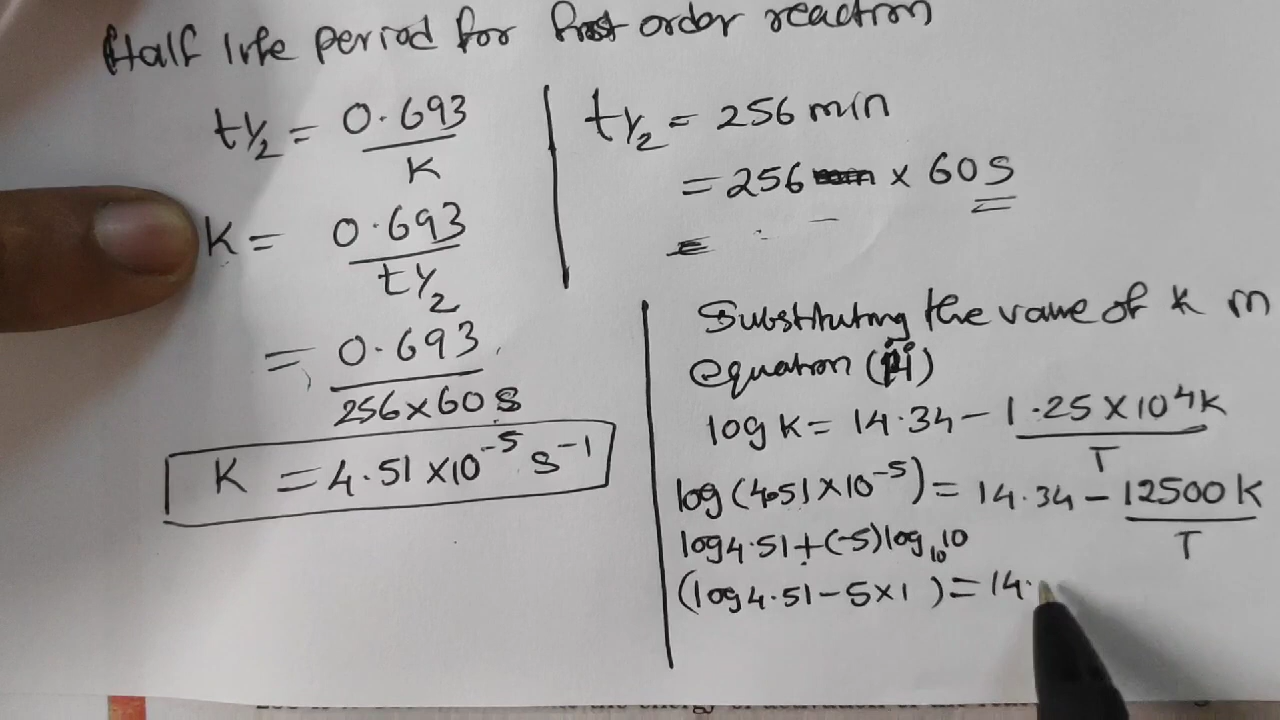 Half life period for first order reaction
t½ = 0.693 / K
K = 0.693 / t½
= 0.693 / 256 × 60 s
K = 4.51 × 10⁻⁵ s⁻¹
t½ = 256 min
= 256 × 60 S
=
Substituting the value of K in
equation (ii)
log K = 14.34 − 1.25 × 10⁴ K / T
log (4.51 × 10⁻⁵) = 14.34 − 12500 K / T
log 4.51 + (-5) log₁₀ 10
(log 4.51 − 5 × 1 ) = 14.